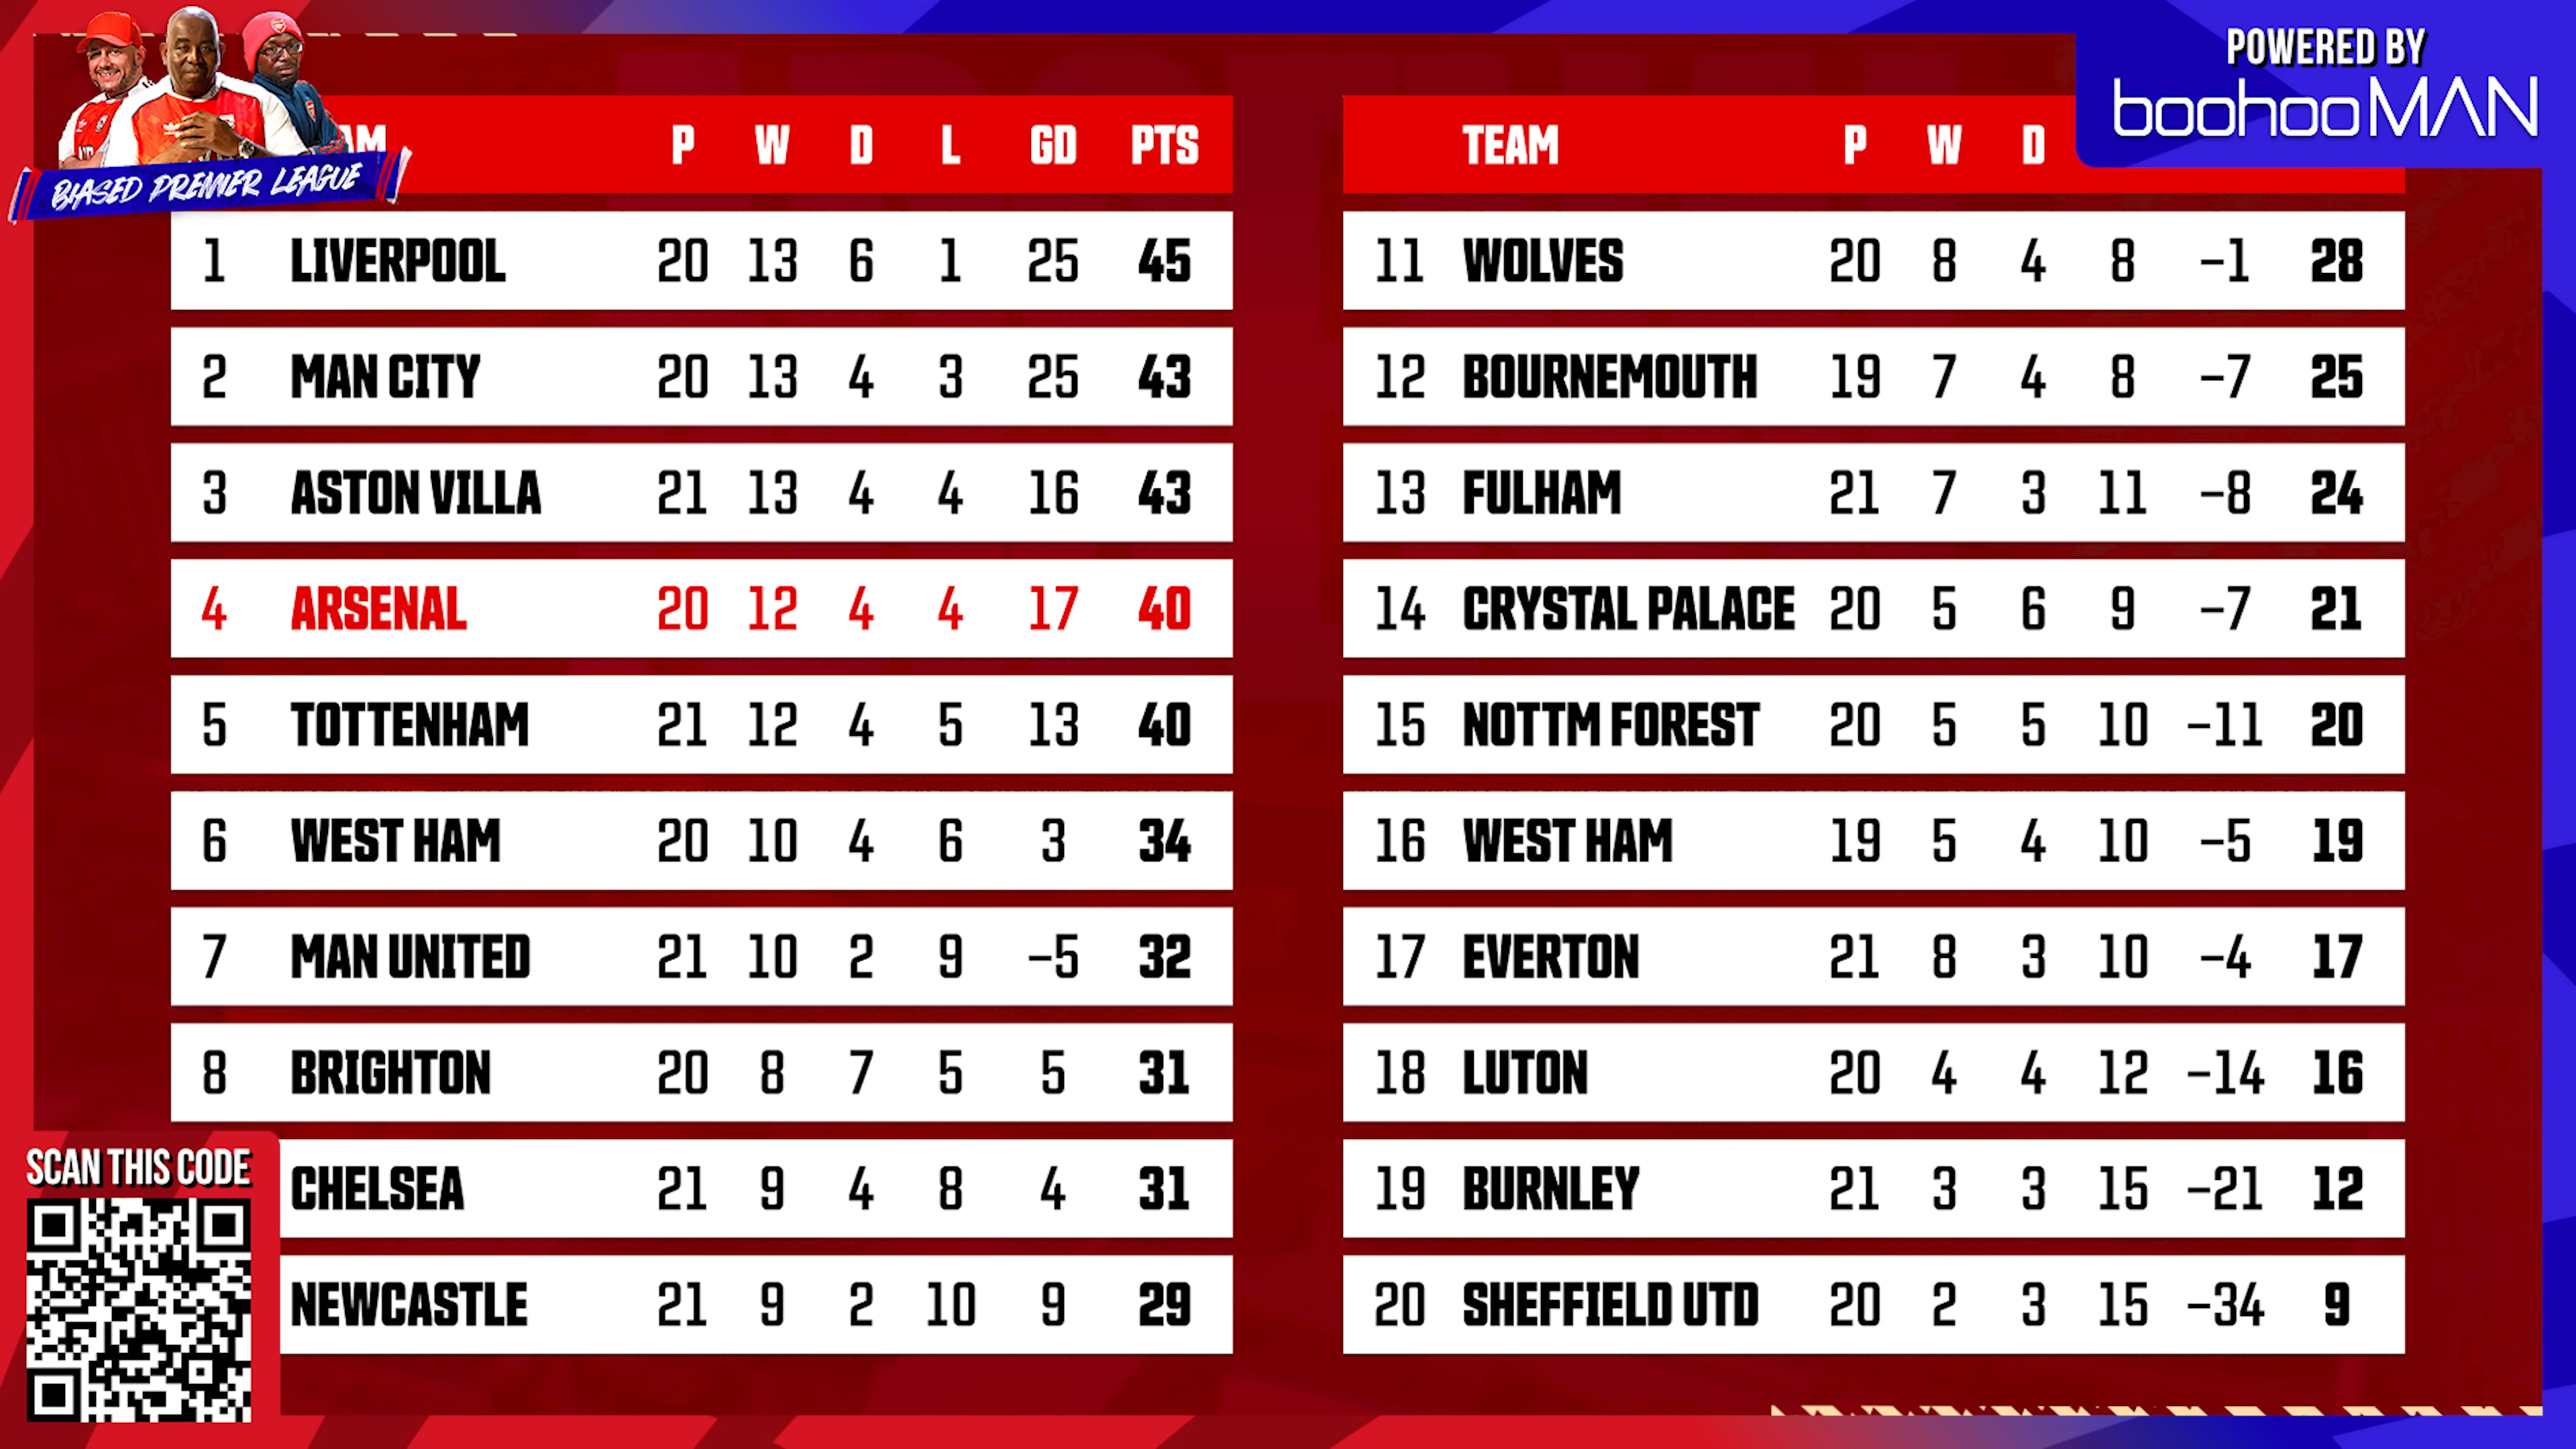 POWERED BY
boohooMAN
BIASED PREMIER LEAGUE
P W D L GD PTS
1 LIVERPOOL 20 13 6 1 25 45
2 MAN CITY 20 13 4 3 25 43
3 ASTON VILLA 21 13 4 4 16 43
4 ARSENAL 20 12 4 4 17 40
5 TOTTENHAM 21 12 4 5 13 40
6 WEST HAM 20 10 4 6 3 34
7 MAN UNITED 21 10 2 9 -5 32
8 BRIGHTON 20 8 7 5 5 31
CHELSEA 21 9 4 8 4 31
NEWCASTLE 21 9 2 10 9 29
TEAM P W D
11 WOLVES 20 8 4 8 -1 28
12 BOURNEMOUTH 19 7 4 8 -7 25
13 FULHAM 21 7 3 11 -8 24
14 CRYSTAL PALACE 20 5 6 9 -7 21
15 NOTTM FOREST 20 5 5 10 -11 20
16 WEST HAM 19 5 4 10 -5 19
17 EVERTON 21 8 3 10 -4 17
18 LUTON 20 4 4 12 -14 16
19 BURNLEY 21 3 3 15 -21 12
20 SHEFFIELD UTD 20 2 3 15 -34 9
SCAN THIS CODE